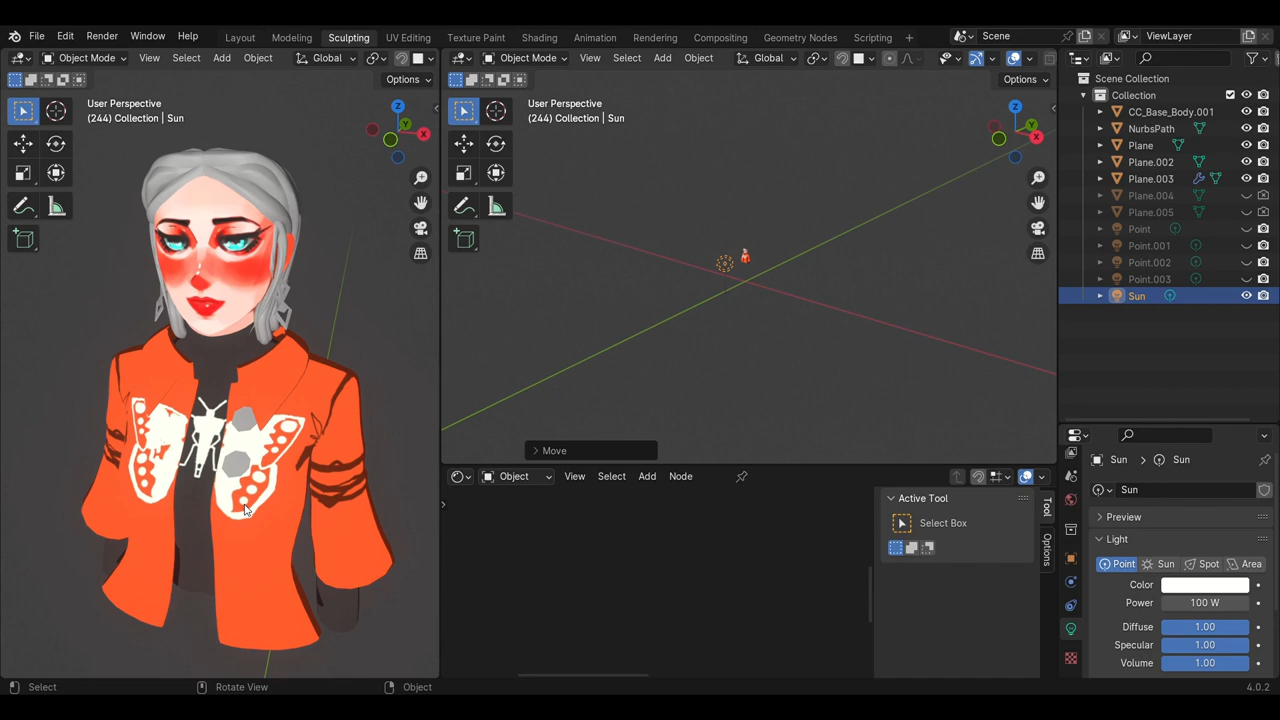 File Edit Render Window Help Layout Modeling Sculpting UV Editing Texture Paint Shading Animation Rendering Compositing Geometry Nodes Scripting Scene ViewLayer
Object Mode View Select Add Object Global
Object Mode View Select Add Object Global
Options
Options
User Perspective
(244) Collection | Sun
Z
Y
X
User Perspective
(244) Collection | Sun
Z
Y
X
Move
Object View Select Add Node
Active Tool
Select Box
Tool
Options
Scene Collection
Collection
CC_Base_Body.001
NurbsPath
Plane
Plane.002
Plane.003
Plane.004
Plane.005
Point
Point.001
Point.002
Point.003
Sun
Sun Sun
Sun
Preview
Light
Point Sun Spot Area
Color
Power 100 W
Diffuse 1.00
Specular 1.00
Volume 1.00
Select Rotate View Object 4.0.2